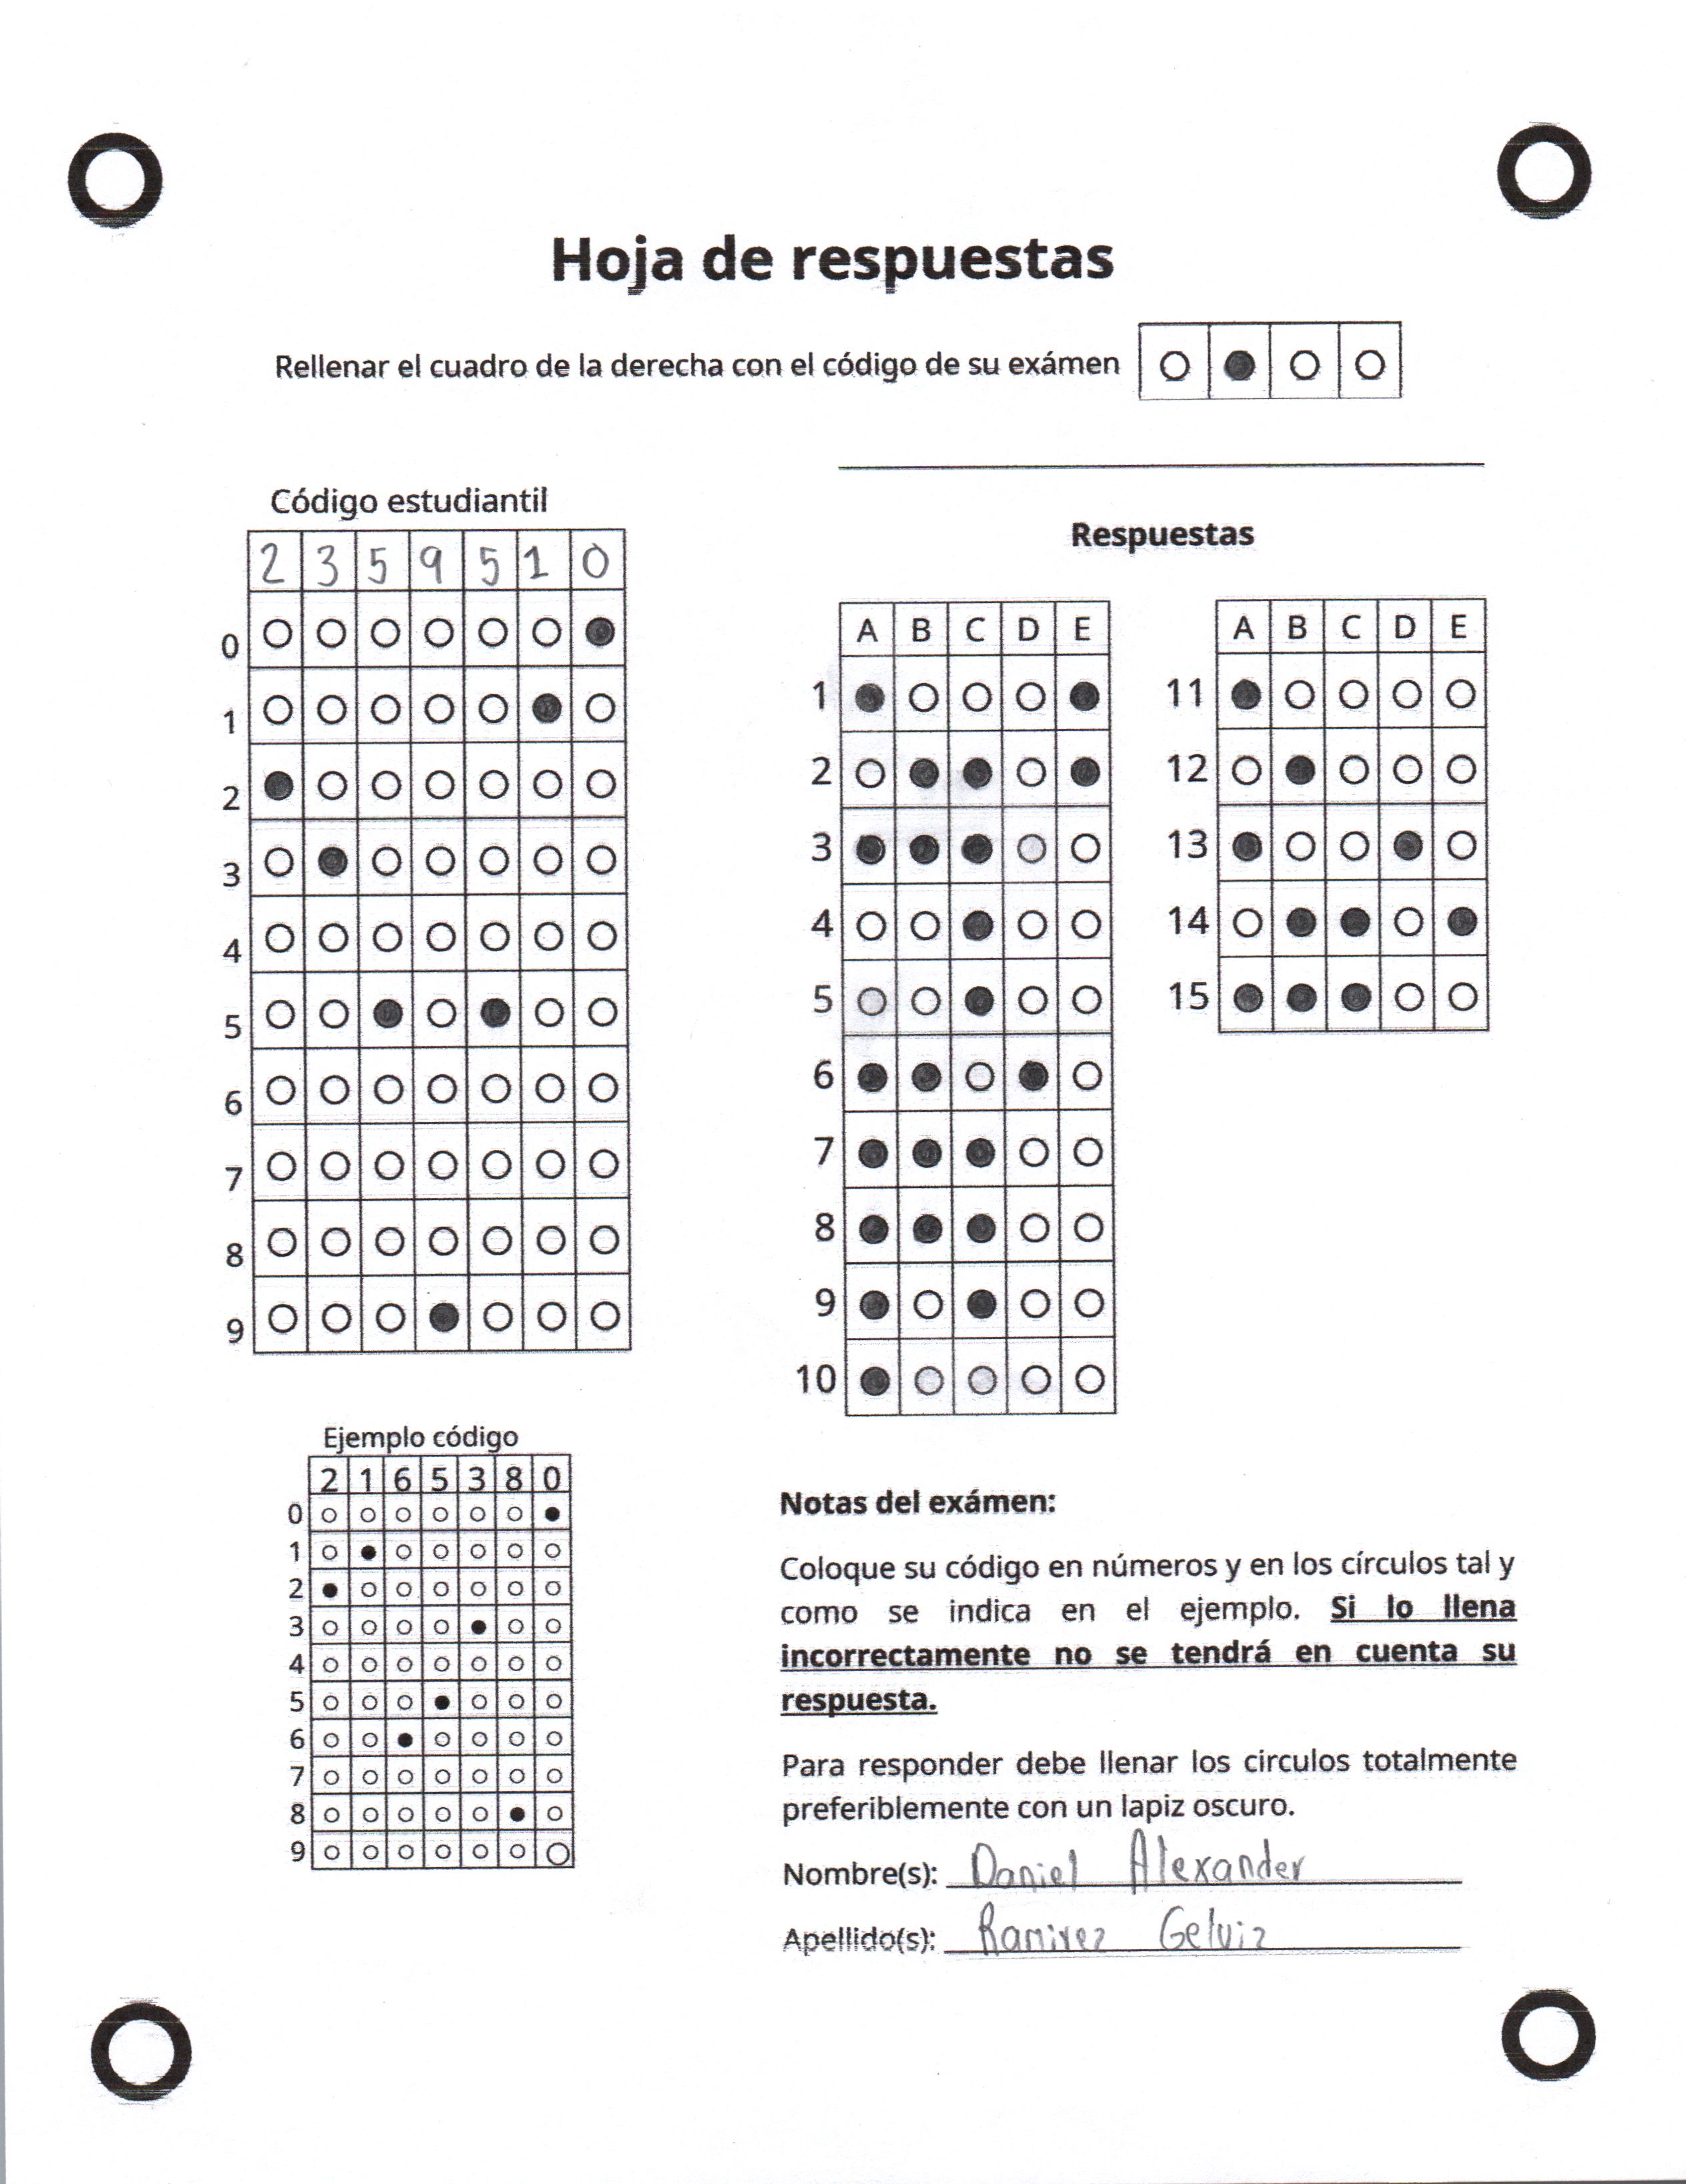 Hoja de respuestas
Rellenar el cuadro de la derecha con el código de su exámen
Código estudiantil
2 3 5 9 5 1 0
0
1
2
3
4
5
6
7
8
9
Respuestas
A B C D E
1
2
3
4
5
6
7
8
9
10
A B C D E
11
12
13
14
15
Ejemplo código
2 1 6 5 3 8 0
0
1
2
3
4
5
6
7
8
9
Notas del exámen:
Coloque su código en números y en los círculos tal y
como se indica en el ejemplo. Si lo llena
incorrectamente no se tendrá en cuenta su
respuesta.
Para responder debe llenar los circulos totalmente
preferiblemente con un lapiz oscuro.
Nombre(s): Daniel Alexander
Apellido(s): Ramirez Gelviz